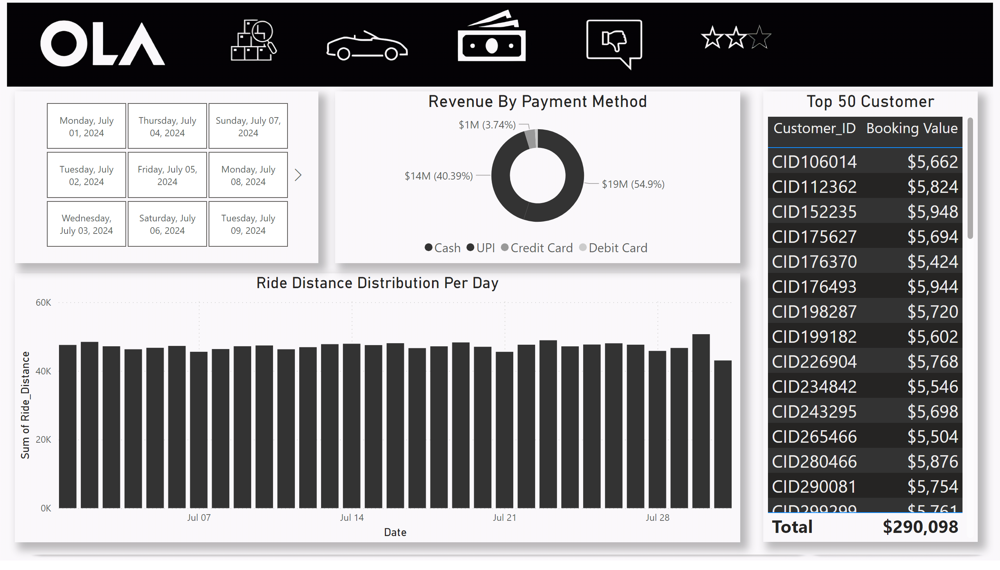 OLA
Monday, July
01, 2024
Thursday, July
04, 2024
Sunday, July 07,
2024
Tuesday, July
02, 2024
Friday, July 05,
2024
Monday, July
08, 2024
Wednesday,
July 03, 2024
Saturday, July
06, 2024
Tuesday, July
09, 2024
Revenue By Payment Method
$1M (3.74%)
$14M (40.39%)
$19M (54.9%)
Cash UPI Credit Card Debit Card
Ride Distance Distribution Per Day
Sum of Ride_Distance
60K
40K
20K
0K
Jul 07 Jul 14 Jul 21 Jul 28
Date
Top 50 Customer
Customer_ID Booking Value
CID106014 $5,662
CID112362 $5,824
CID152235 $5,948
CID175627 $5,694
CID176370 $5,424
CID176493 $5,944
CID198287 $5,720
CID199182 $5,602
CID226904 $5,768
CID234842 $5,546
CID243295 $5,698
CID265466 $5,504
CID280466 $5,876
CID290081 $5,754
CID299299 $5,761
Total $290,098